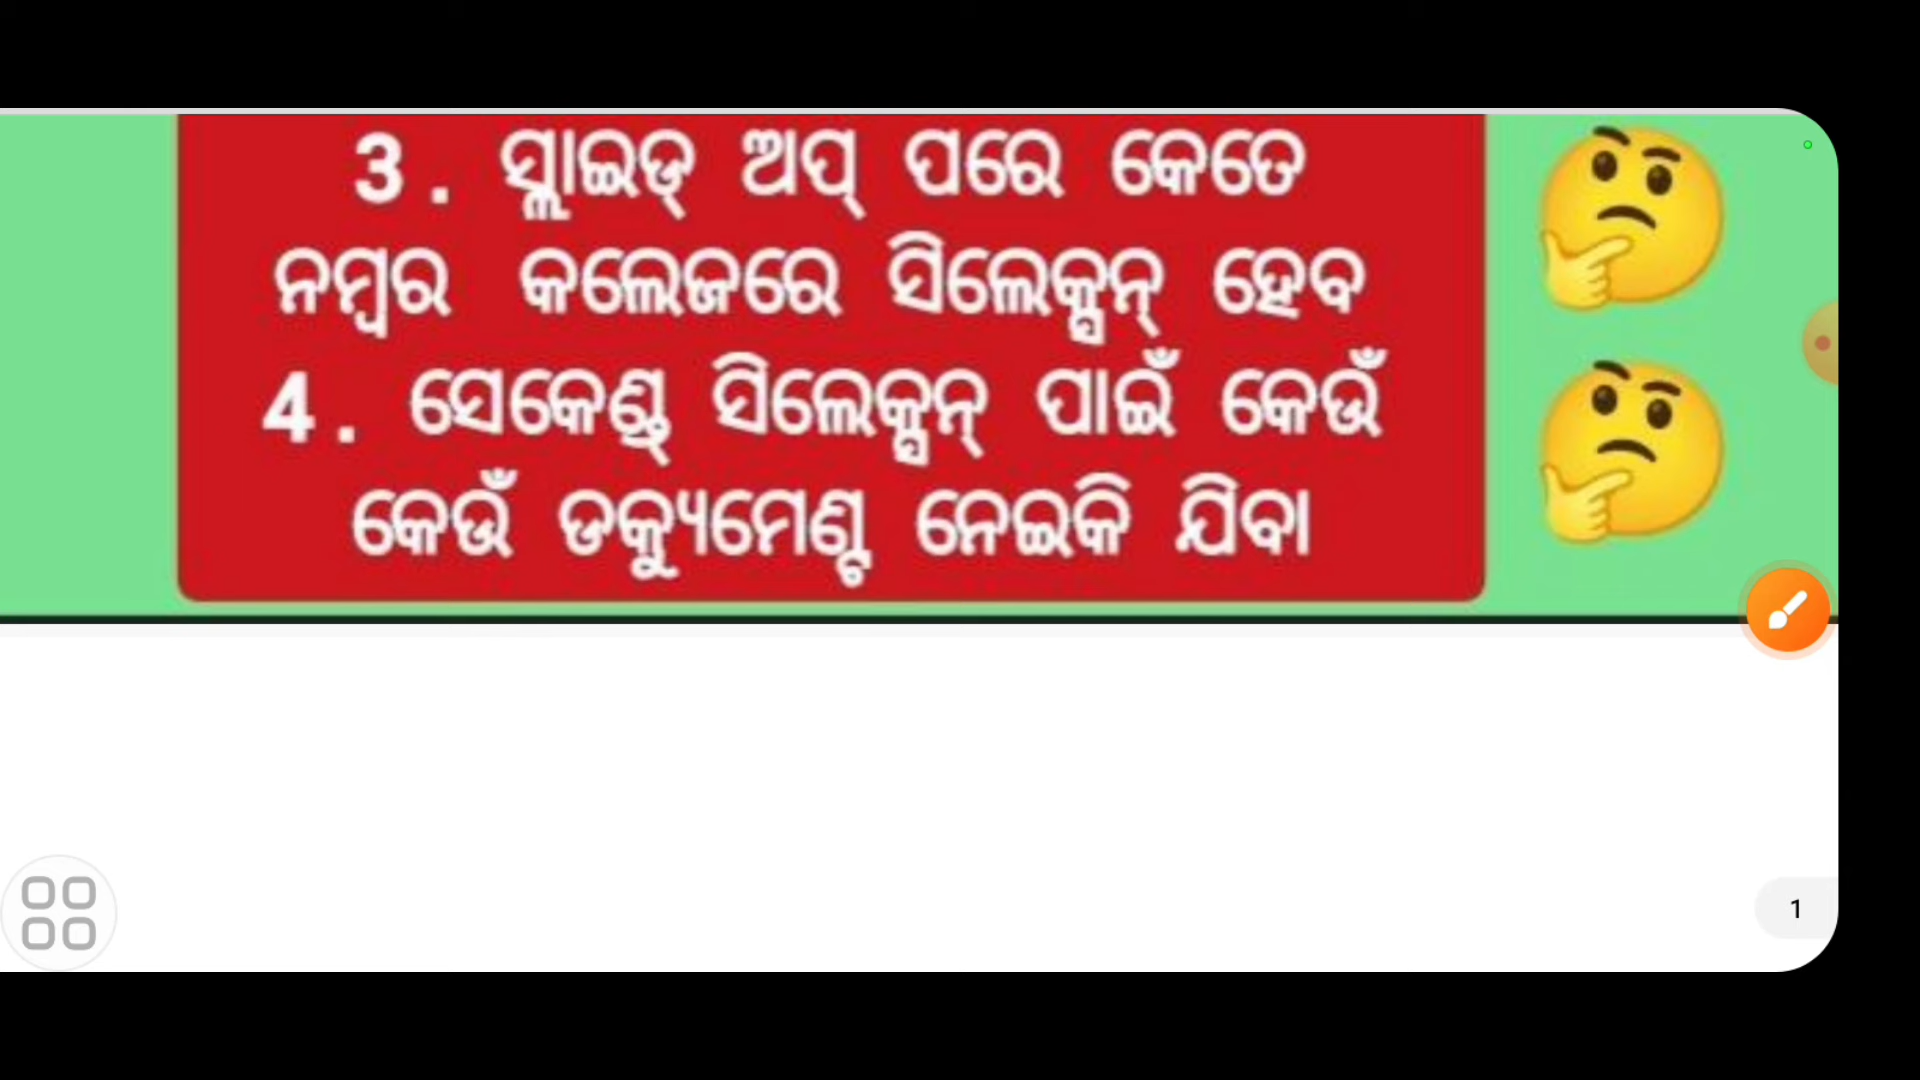 3 . ସ୍ଲାଇଡ୍ ଅପ୍ ପରେ କେତେ
ନମ୍ବର କଲେଜରେ ସିଲେକ୍ସନ୍ ହେବ
4 . ସେକେଣ୍ଡ୍ ସିଲେକ୍ସନ୍ ପାଇଁ କେଉଁ
କେଉଁ ଡକ୍ୟୁମେଣ୍ଟ ନେଇକି ଯିବା
1